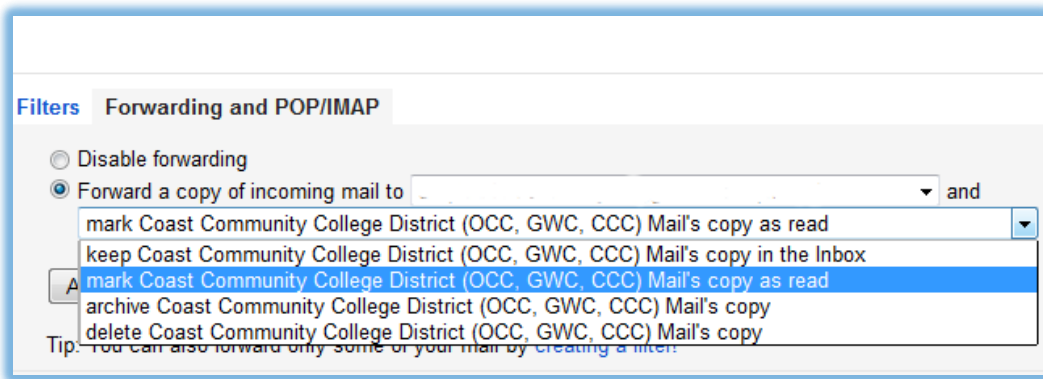 Filters Forwarding and POP/IMAP
Disable forwarding
Forward a copy of incoming mail to and
mark Coast Community College District (OCC, GWC, CCC) Mail's copy as read
keep Coast Community College District (OCC, GWC, CCC) Mail's copy in the Inbox
mark Coast Community College District (OCC, GWC, CCC) Mail's copy as read
archive Coast Community College District (OCC, GWC, CCC) Mail's copy
delete Coast Community College District (OCC, GWC, CCC) Mail's copy
Tip: You can also forward only some of your mail by creating a filter!